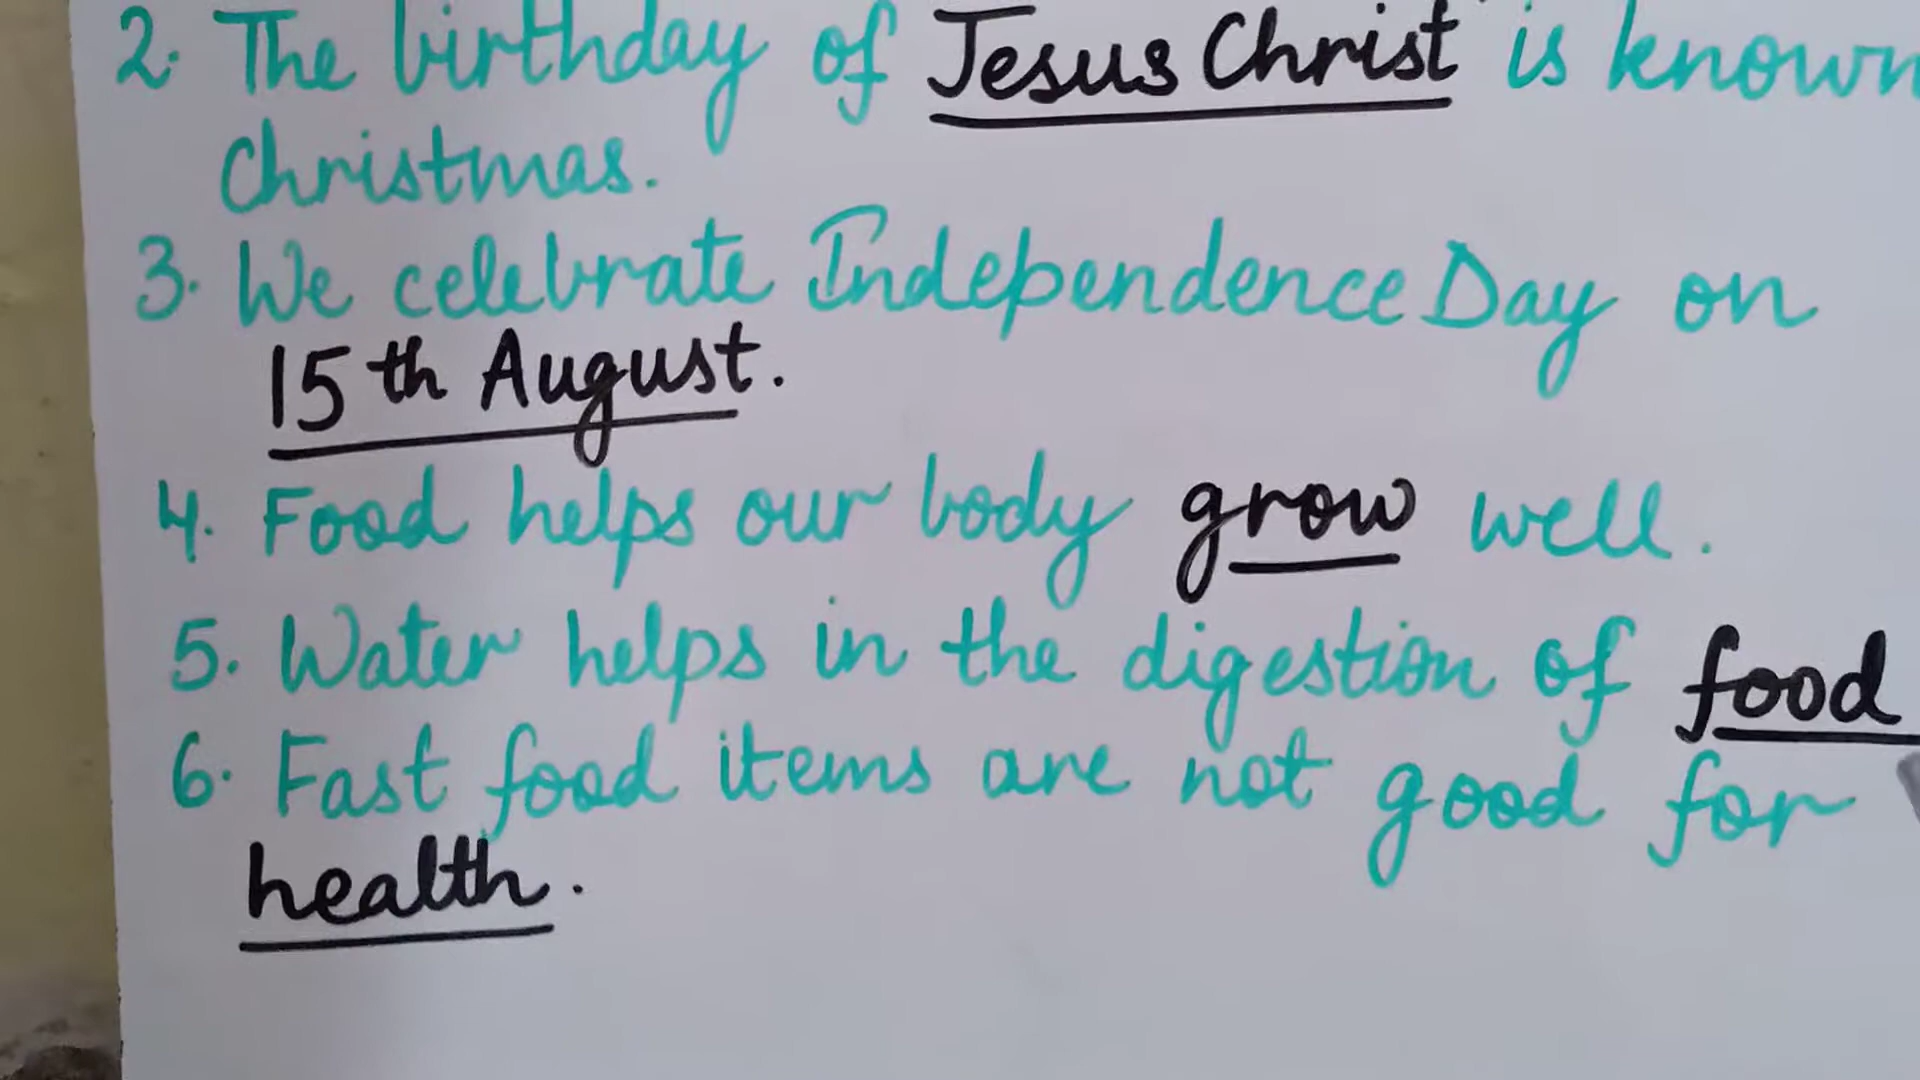 2. The birthday of Jesus Christ is known
Christmas.
3. We celebrate Independence Day on
15th August.
4. Food helps our body grow well.
5. Water helps in the digestion of food
6. Fast food items are not good for
health.